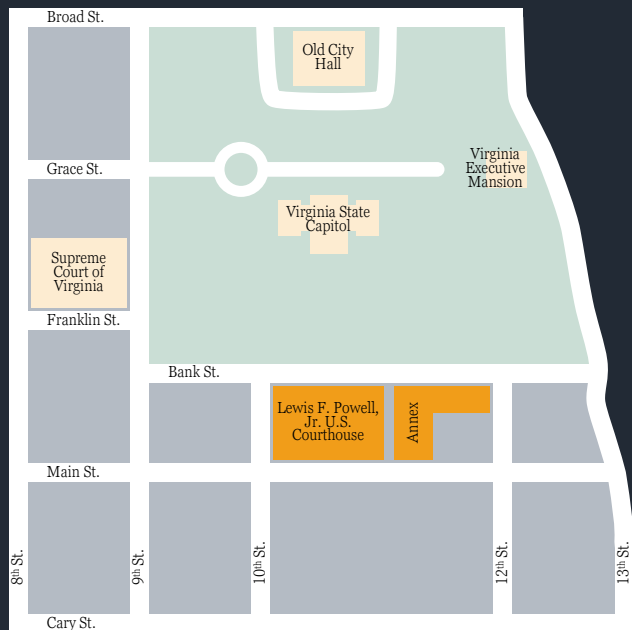 Broad St.
Old City
Hall
Grace St.
Virginia
Executive
Mansion
Virginia State
Capitol
Supreme
Court of
Virginia
Franklin St.
Bank St.
Lewis F. Powell,
Jr. U.S.
Courthouse
Annex
Main St.
8th St.
9th St.
10th St.
12th St.
13th St.
Cary St.